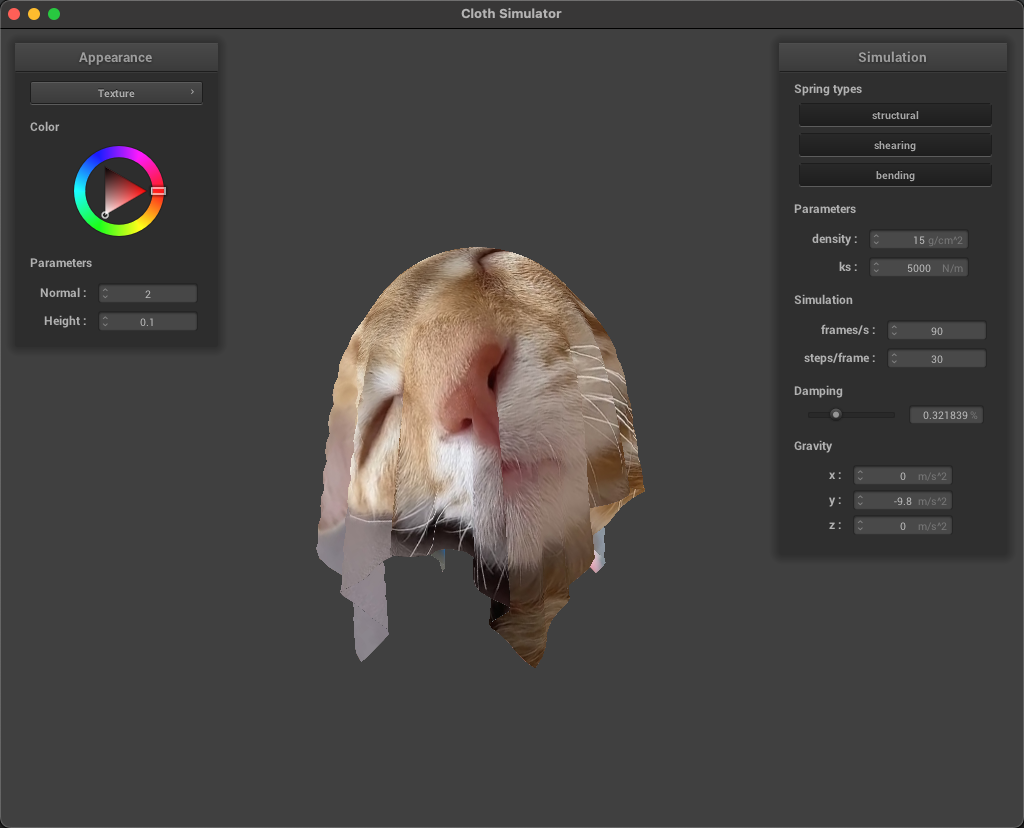 Cloth Simulator
Appearance
Texture
Color
Parameters
Normal : 2
Height : 0.1
Simulation
Spring types
structural
shearing
bending
Parameters
density : 15 g/cm^2
ks : 5000 N/m
Simulation
frames/s : 90
steps/frame : 30
Damping
0.321839 %
Gravity
x : 0 m/s^2
y : -9.8 m/s^2
z : 0 m/s^2